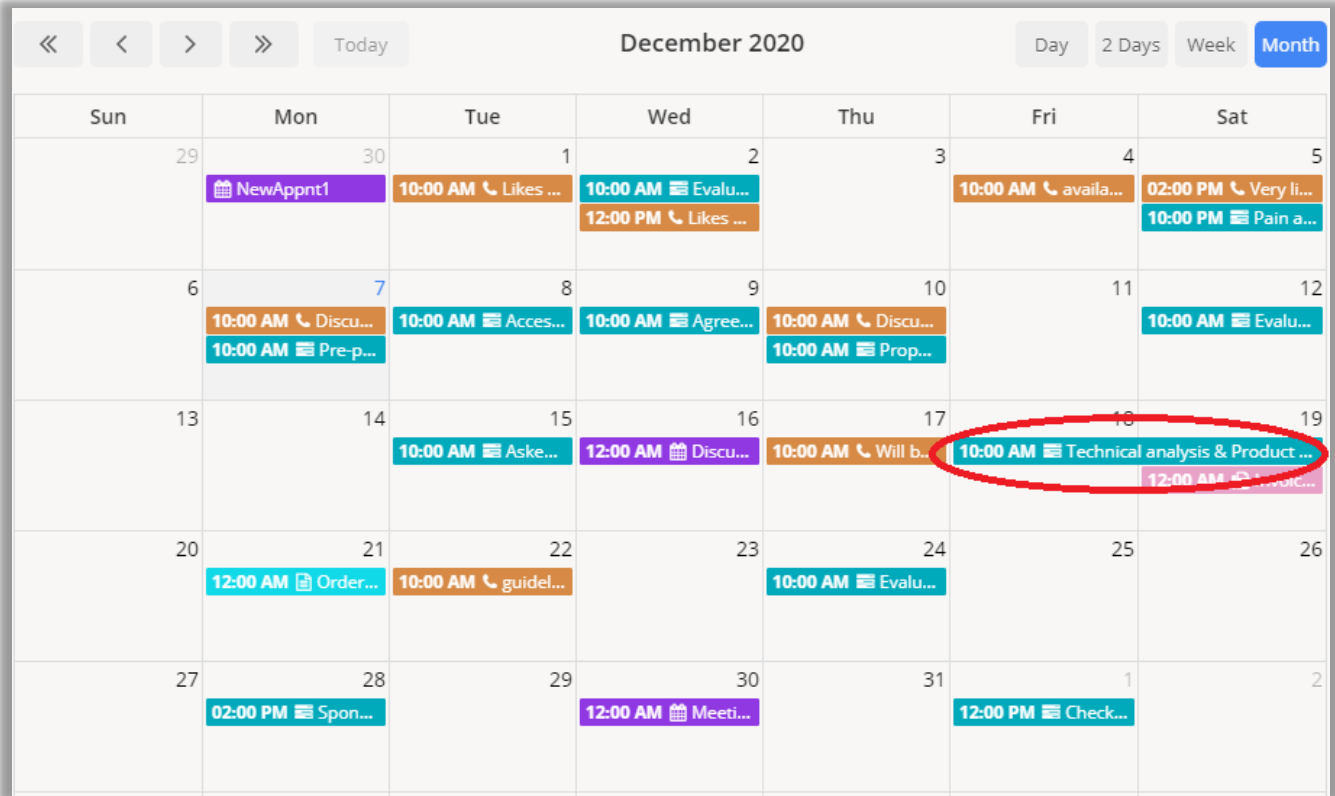 Today December 2020 Day 2 Days Week Month
Sun Mon Tue Wed Thu Fri Sat
29 30 1 2 3 4 5
NewAppnt1 10:00 AM Likes ... 10:00 AM Evalu... 10:00 AM availa... 02:00 PM Very li...
12:00 PM Likes ... 10:00 PM Pain a...
6 7 8 9 10 11 12
10:00 AM Discu... 10:00 AM Acces... 10:00 AM Agree... 10:00 AM Discu... 10:00 AM Evalu...
10:00 AM Pre-p... 10:00 AM Prop...
13 14 15 16 17 18 19
10:00 AM Aske... 12:00 AM Discu... 10:00 AM Will b... 10:00 AM Technical analysis & Product ...
12:00 AM Invoic...
20 21 22 23 24 25 26
12:00 AM Order... 10:00 AM guidel... 10:00 AM Evalu...
27 28 29 30 31 1 2
02:00 PM Spon... 12:00 AM Meeti... 12:00 PM Check...